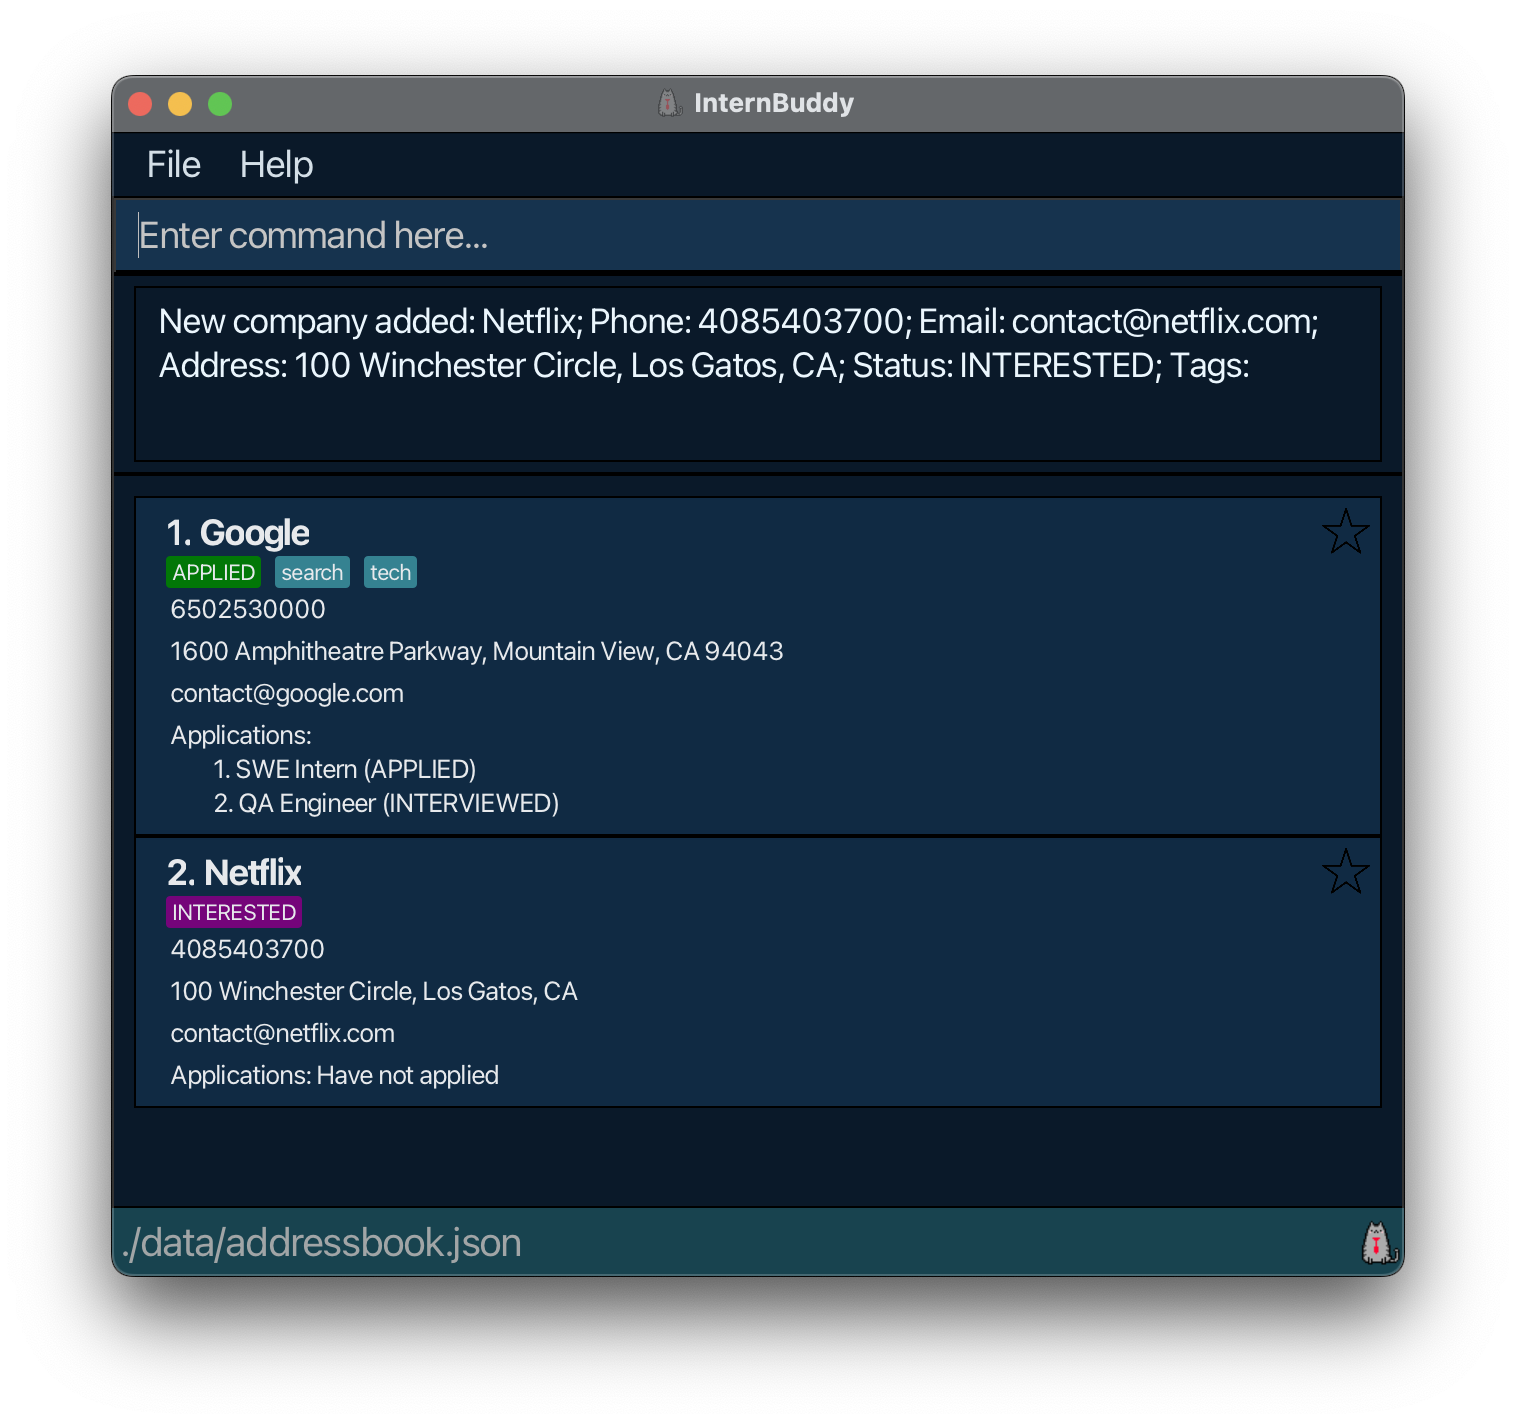 InternBuddy
File Help
Enter command here...
New company added: Netflix; Phone: 4085403700; Email: contact@netflix.com;
Address: 100 Winchester Circle, Los Gatos, CA; Status: INTERESTED; Tags:
1. Google
APPLIED search tech
6502530000
1600 Amphitheatre Parkway, Mountain View, CA 94043
contact@google.com
Applications:
1. SWE Intern (APPLIED)
2. QA Engineer (INTERVIEWED)
2. Netflix
INTERESTED
4085403700
100 Winchester Circle, Los Gatos, CA
contact@netflix.com
Applications: Have not applied
./data/addressbook.json